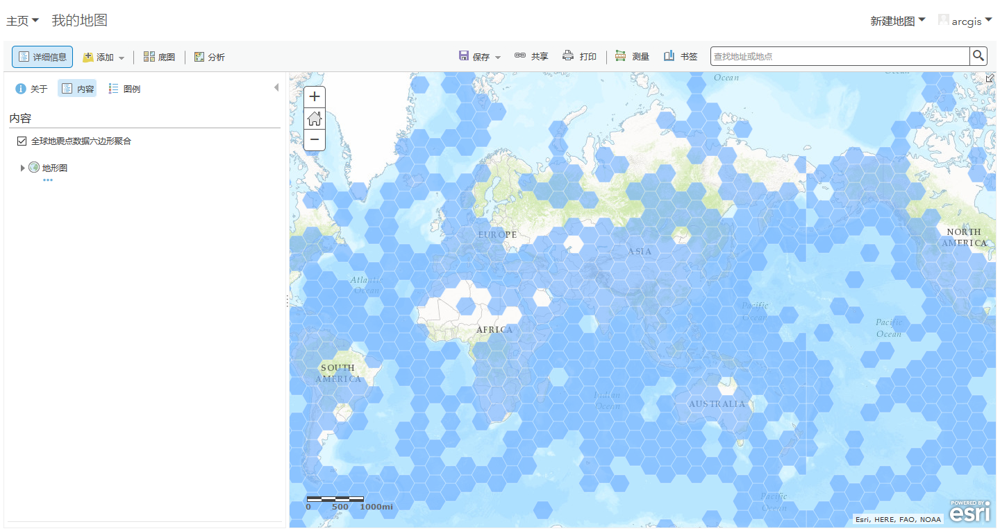 主页 我的地图 新建地图 arcgis
详细信息 添加 底图 分析 保存 共享 打印 测量 书签 查找地址或地点
关于 内容 图例
内容
全球地震点数据六边形聚合
地形图
Ocean
Ocean
EUROPE
ASIA
NORTH
AMERICA
Atlantic
Ocean
Pacific
Ocean
Pacific
Ocean
AFRICA
SOUTH
AMERICA
Indian
Ocean
AUSTRALIA
Pacific
Ocean
0 500 1000mi
POWERED BY
esri
Esri, HERE, FAO, NOAA